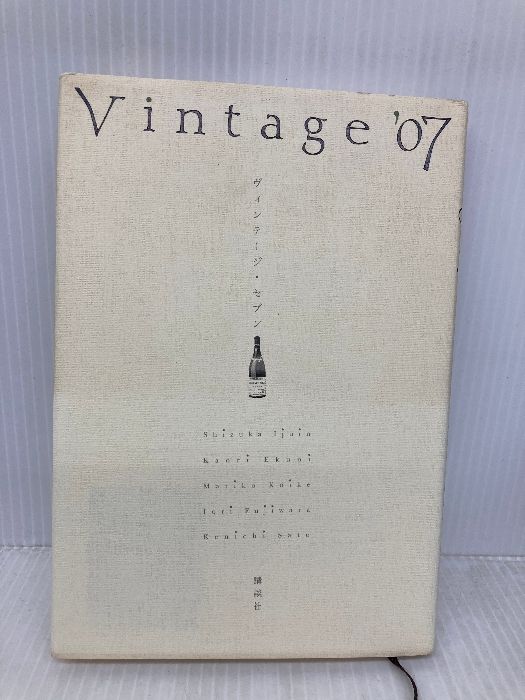 Vintage '07
ヴィンテージ・セブン
Shizuka Ijuin
Kaori Ekuni
Mariko Koike
Iori Fujiwara
Kenichi Sato
講談社